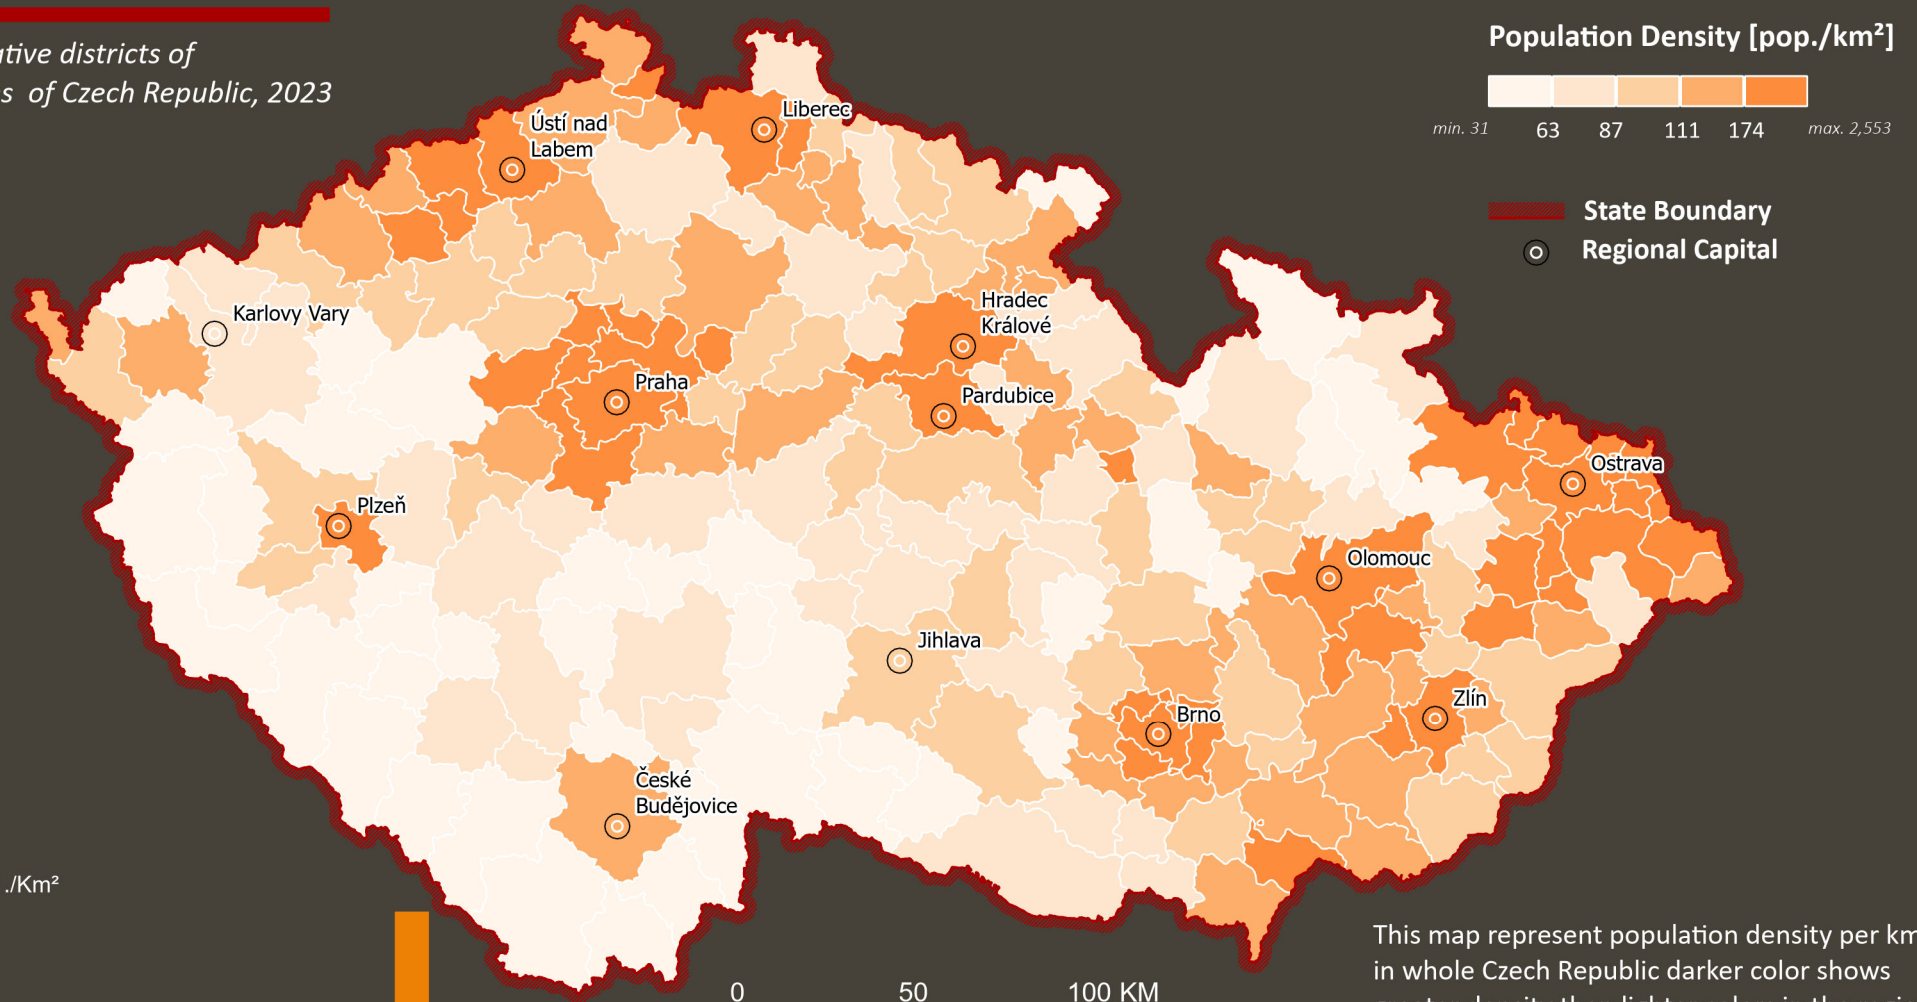 ative districts of
s of Czech Republic, 2023
Population Density [pop./km²]
min. 31 63 87 111 174 max. 2,553
State Boundary
Regional Capital
Liberec
Ústí nad
Labem
Karlovy Vary
Hradec
Králové
Praha
Pardubice
Plzeň
Ostrava
Olomouc
Jihlava
Zlín
Brno
České
Budějovice
./Km²
0 50 100 KM
This map represent population density per km
in whole Czech Republic darker color shows